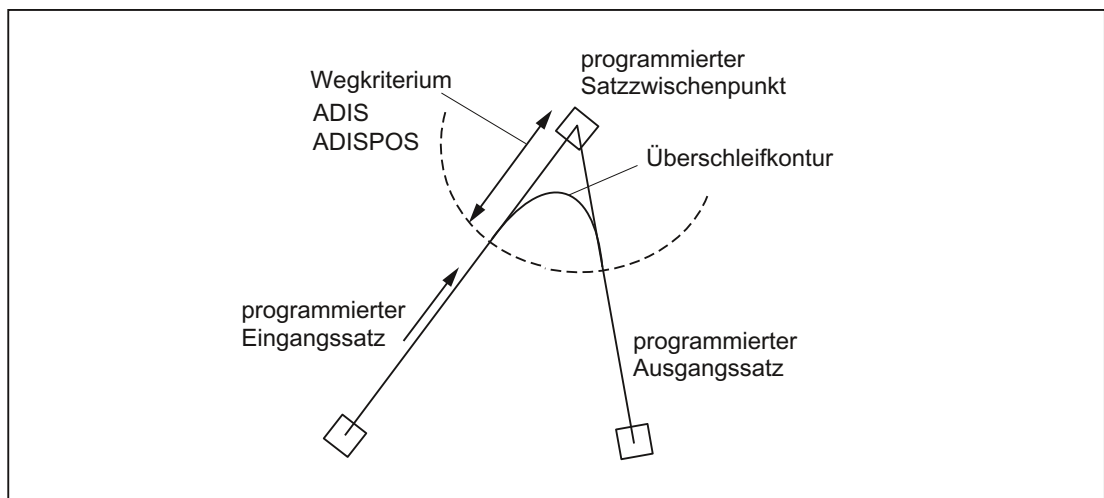 programmierter
Satzzwischenpunkt
Wegkriterium
ADIS
ADISPOS
Überschleifkontur
programmierter
Eingangssatz
programmierter
Ausgangssatz